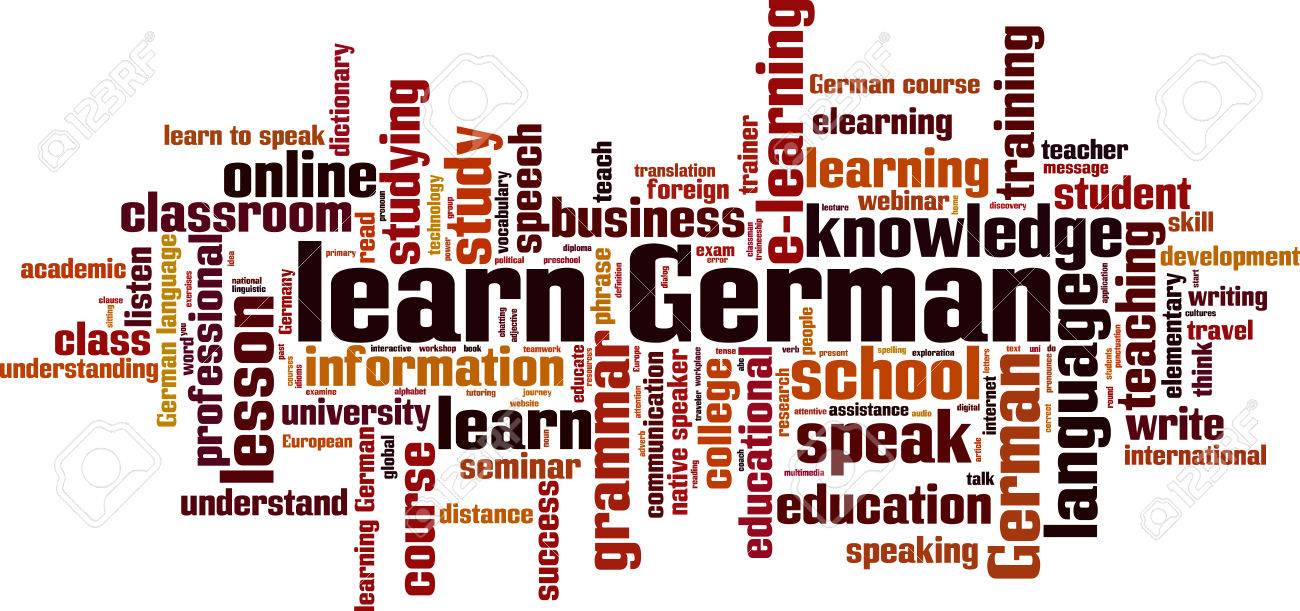 123RF
learn to speak
dictionary
online
studying
study
speech
teach
translation
foreign
trainer
e-learning
German course
elearning
learning
webinar
home
training
teacher
message
student
skill
classroom
pronoun
read
technology
group
power
vocabulary
business
classman
traineeship
lecture
discovery
knowledge
development
academic
listen
German language
professional
idea
primary
political
diploma
preschool
phrase
definition
exam
error
dialog
application
teaching
start
writing
cultures
travel
clause
sitting
exercises
national
linguistic
Germany
learn German
language
elementary
think
class
understanding
word
you
lesson
past
courses
idioms
interactive
workshop
book
chatting
adjective
teamwork
educate
resources
Europe
information
examine
alphabet
tutoring
journey
website
university
European
learn
noun
grammar
attention
adverb
communication
native speaker
traveler
workplace
reading
tense
college
abc
coach
educational
people
verb
present
spelling
exploration
letters
text
uni
do
school
research
attentive
assistance
audio
digital
internet
article
correct
pronounce
students
punctuation
round
write
international
speak
multimedia
talk
German
understand
learning German
global
course
seminar
distance
success
education
speaking